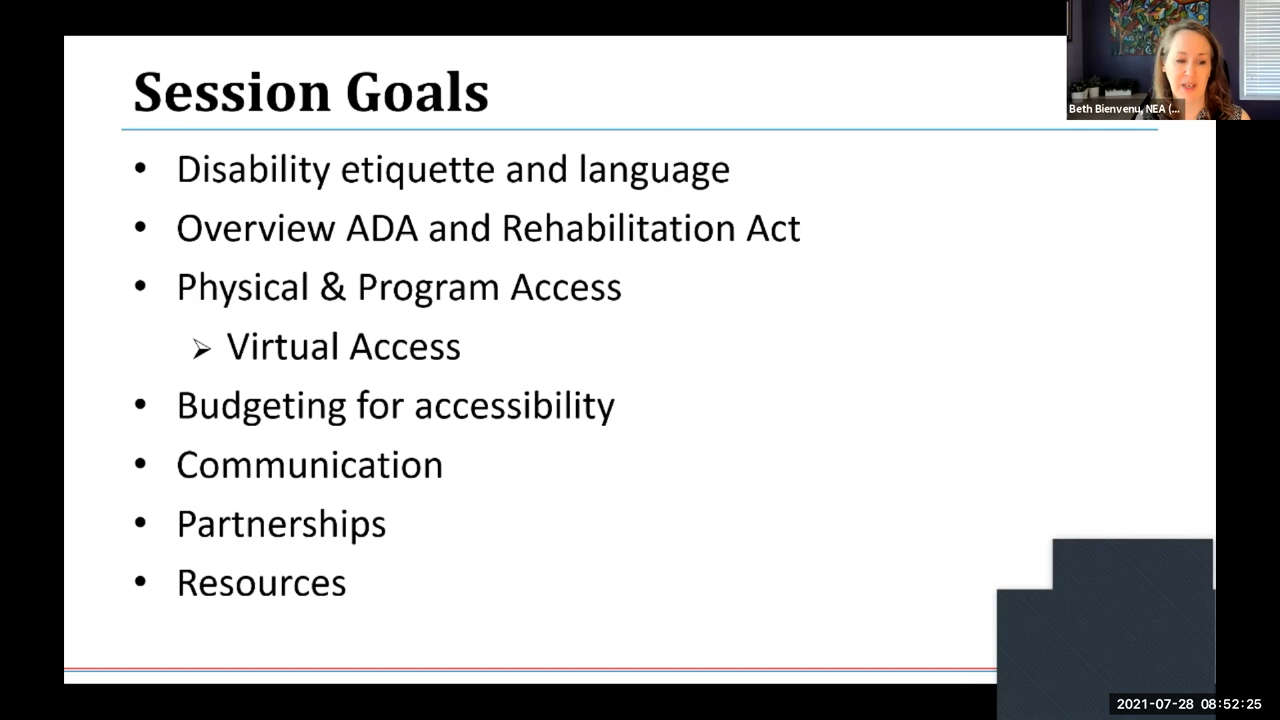 Session Goals
Beth Bienvenu, NEA (...
• Disability etiquette and language
• Overview ADA and Rehabilitation Act
• Physical & Program Access
➢ Virtual Access
• Budgeting for accessibility
• Communication
• Partnerships
• Resources
2021-07-28 08:52:25